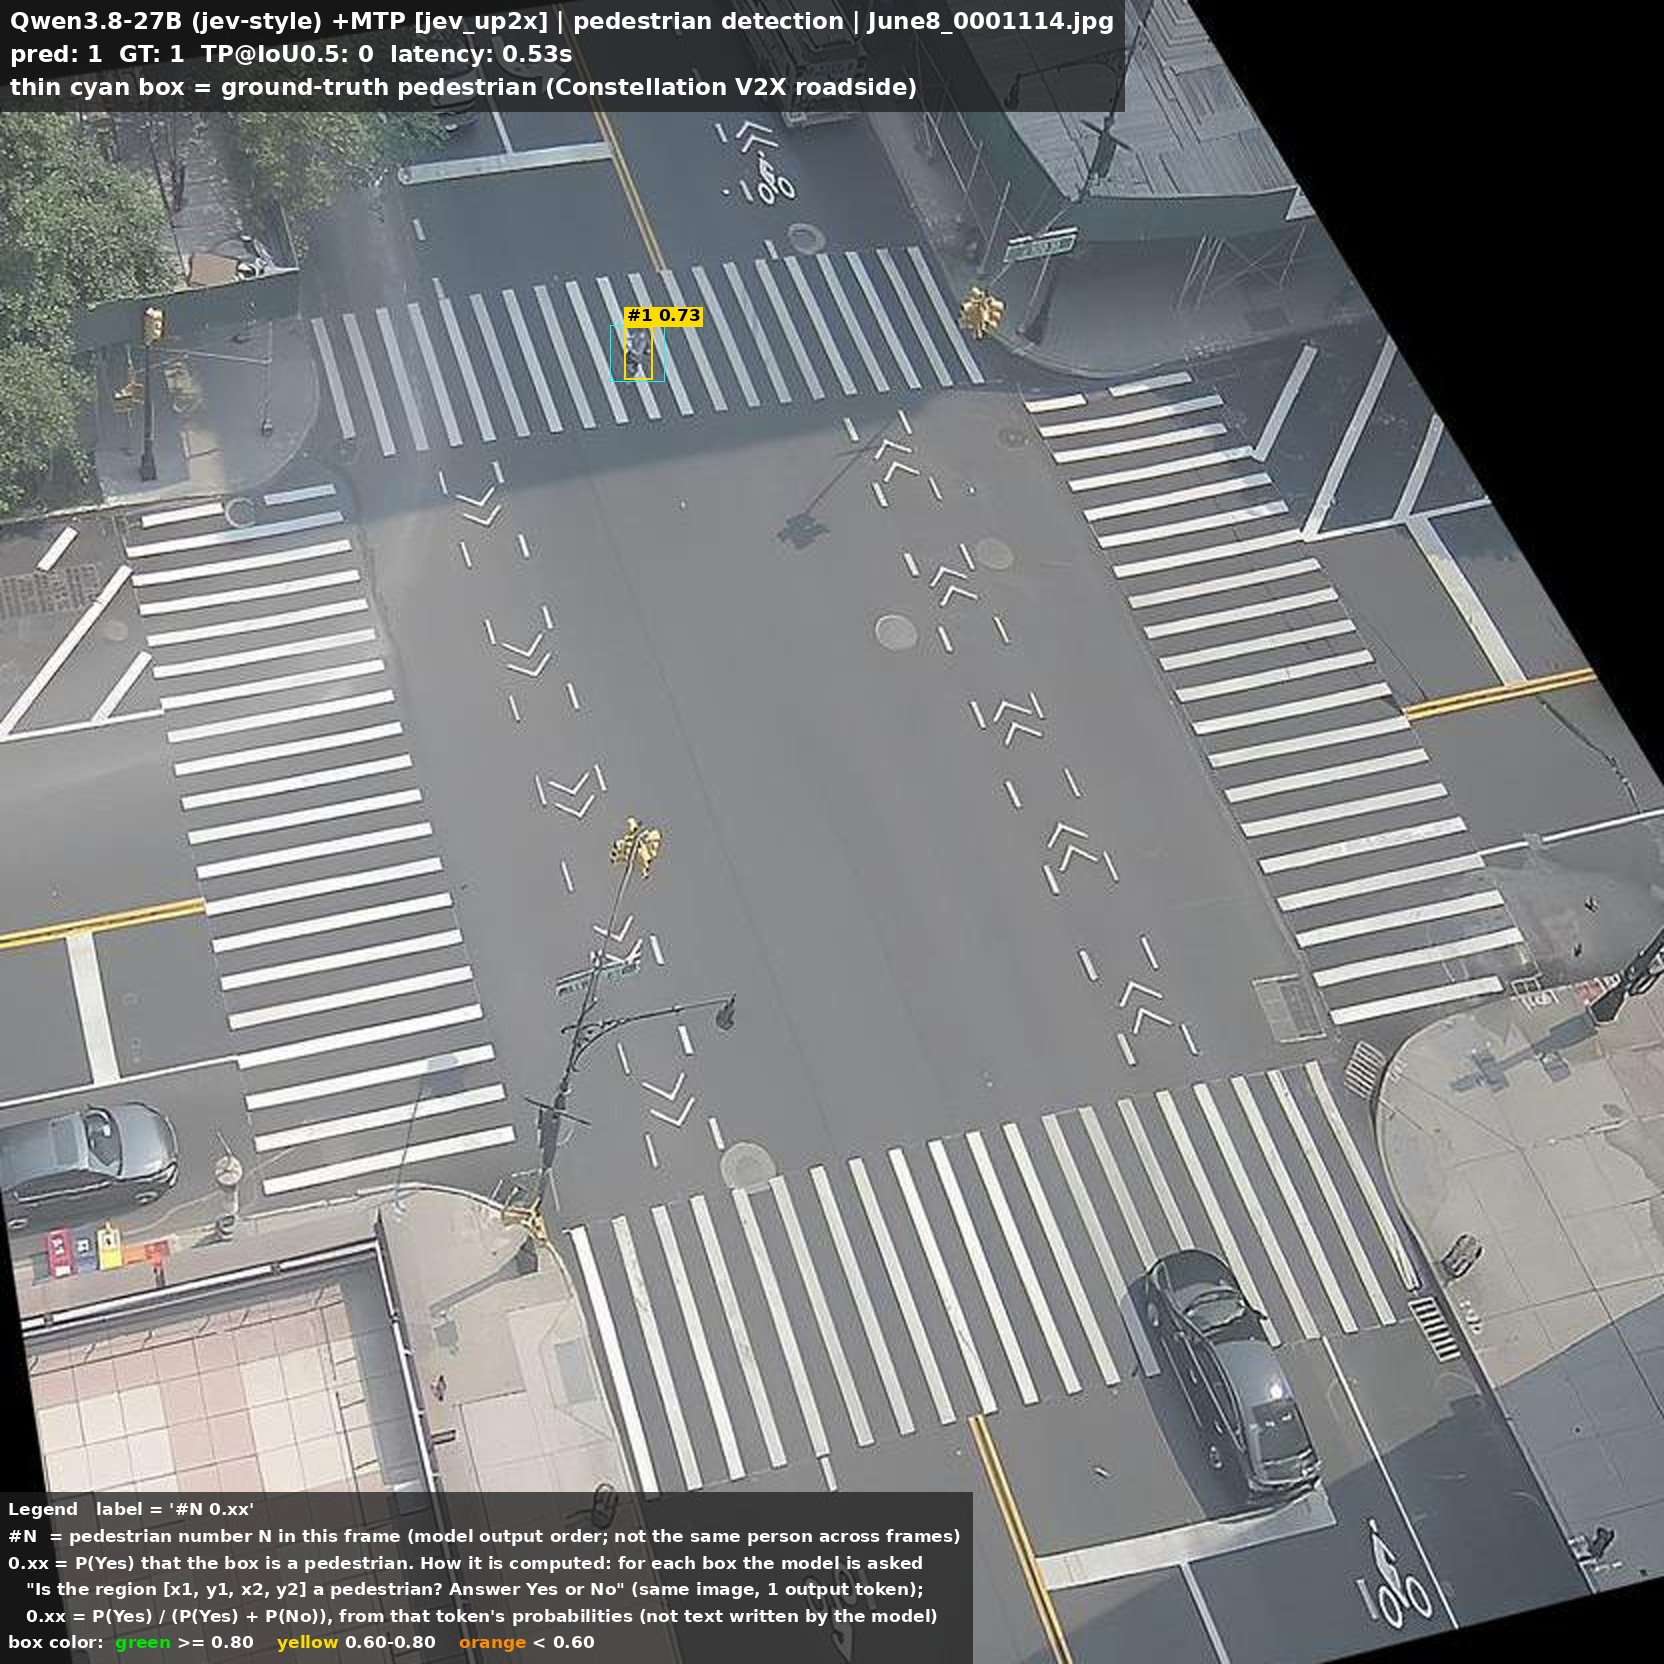 Qwen3.8-27B (jev-style) +MTP [jev_up2x] | pedestrian detection | June8_0001114.jpg
pred: 1  GT: 1  TP@IoU0.5: 0  latency: 0.53s
thin cyan box = ground-truth pedestrian (Constellation V2X roadside)
#1 0.73
Legend   label = '#N 0.xx'
#N  = pedestrian number N in this frame (model output order; not the same person across frames)
0.xx = P(Yes) that the box is a pedestrian. How it is computed: for each box the model is asked
"Is the region [x1, y1, x2, y2] a pedestrian? Answer Yes or No" (same image, 1 output token);
0.xx = P(Yes) / (P(Yes) + P(No)), from that token's probabilities (not text written by the model)
box color:  green >= 0.80    yellow 0.60-0.80    orange < 0.60